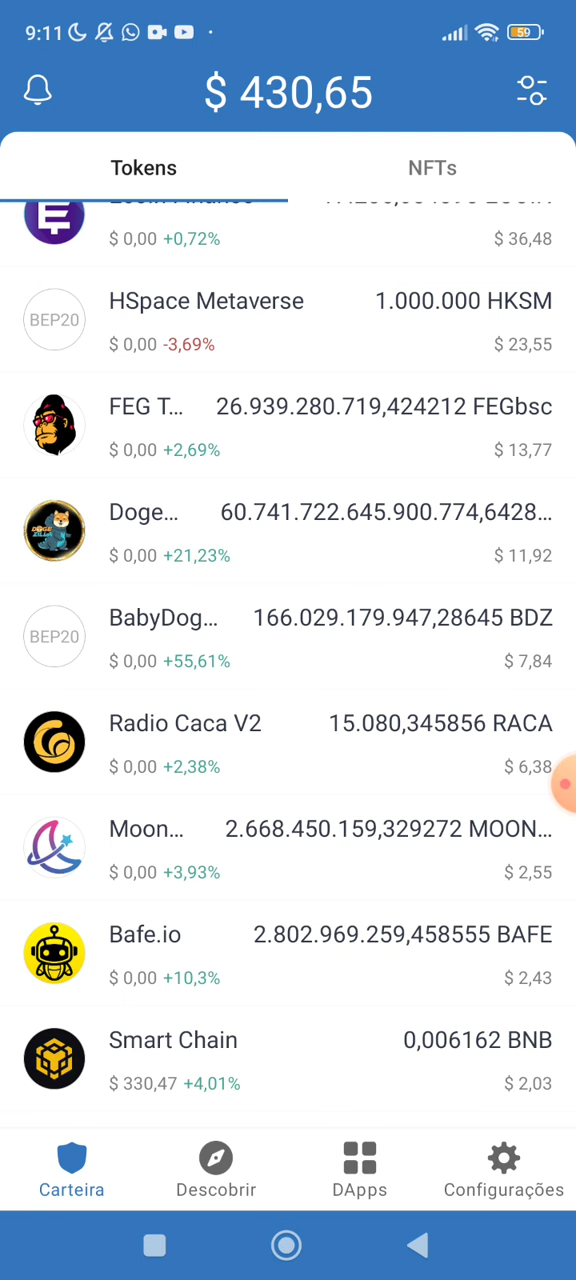 9:11
59
$ 430,65
Tokens NFTs
$ 0,00 +0,72% $ 36,48
HSpace Metaverse 1.000.000 HKSM
BEP20
$ 0,00 -3,69% $ 23,55
FEG T... 26.939.280.719,424212 FEGbsc
$ 0,00 +2,69% $ 13,77
Doge... 60.741.722.645.900.774,6428...
DOGE
ZILLA
$ 0,00 +21,23% $ 11,92
BabyDog... 166.029.179.947,28645 BDZ
BEP20
$ 0,00 +55,61% $ 7,84
Radio Caca V2 15.080,345856 RACA
$ 0,00 +2,38% $ 6,38
Moon... 2.668.450.159,329272 MOON...
$ 0,00 +3,93% $ 2,55
Bafe.io 2.802.969.259,458555 BAFE
$ 0,00 +10,3% $ 2,43
Smart Chain 0,006162 BNB
$ 330,47 +4,01% $ 2,03
Carteira Descobrir DApps Configurações